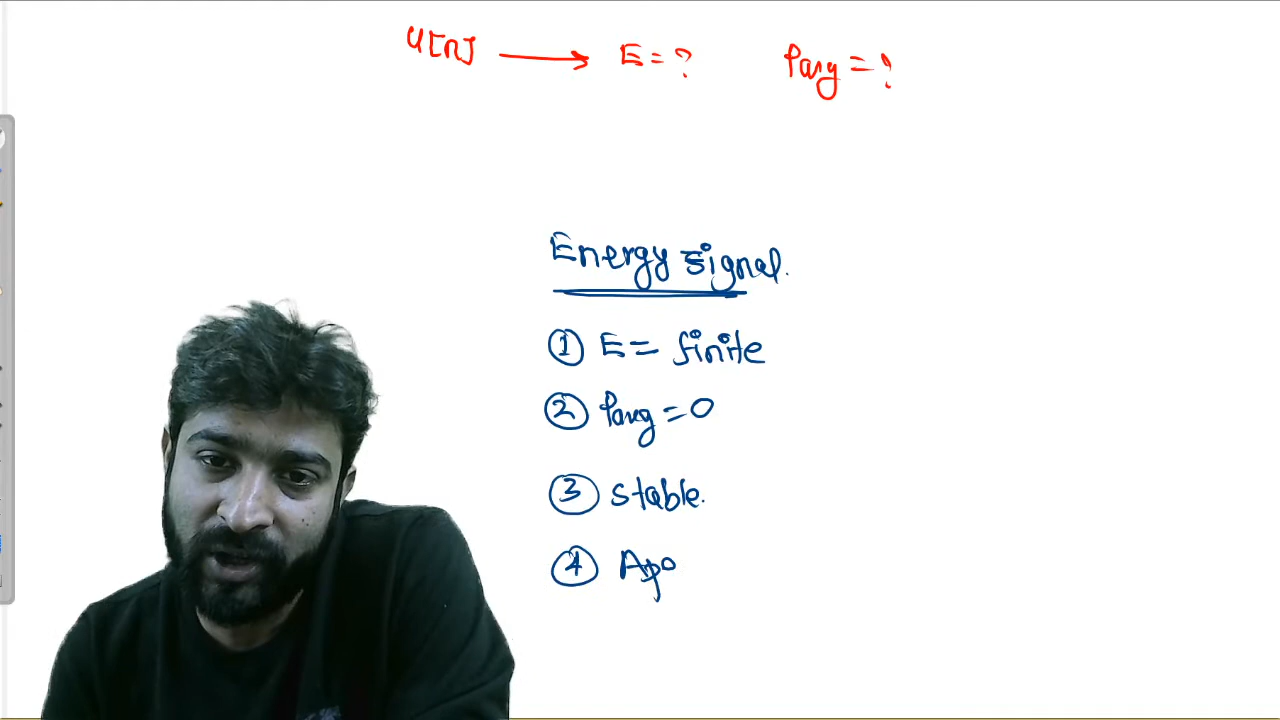 u[n] → E = ? Pavg = ?
Energy signal.
① E = finite
② Pavg = 0
③ stable.
④ Apo